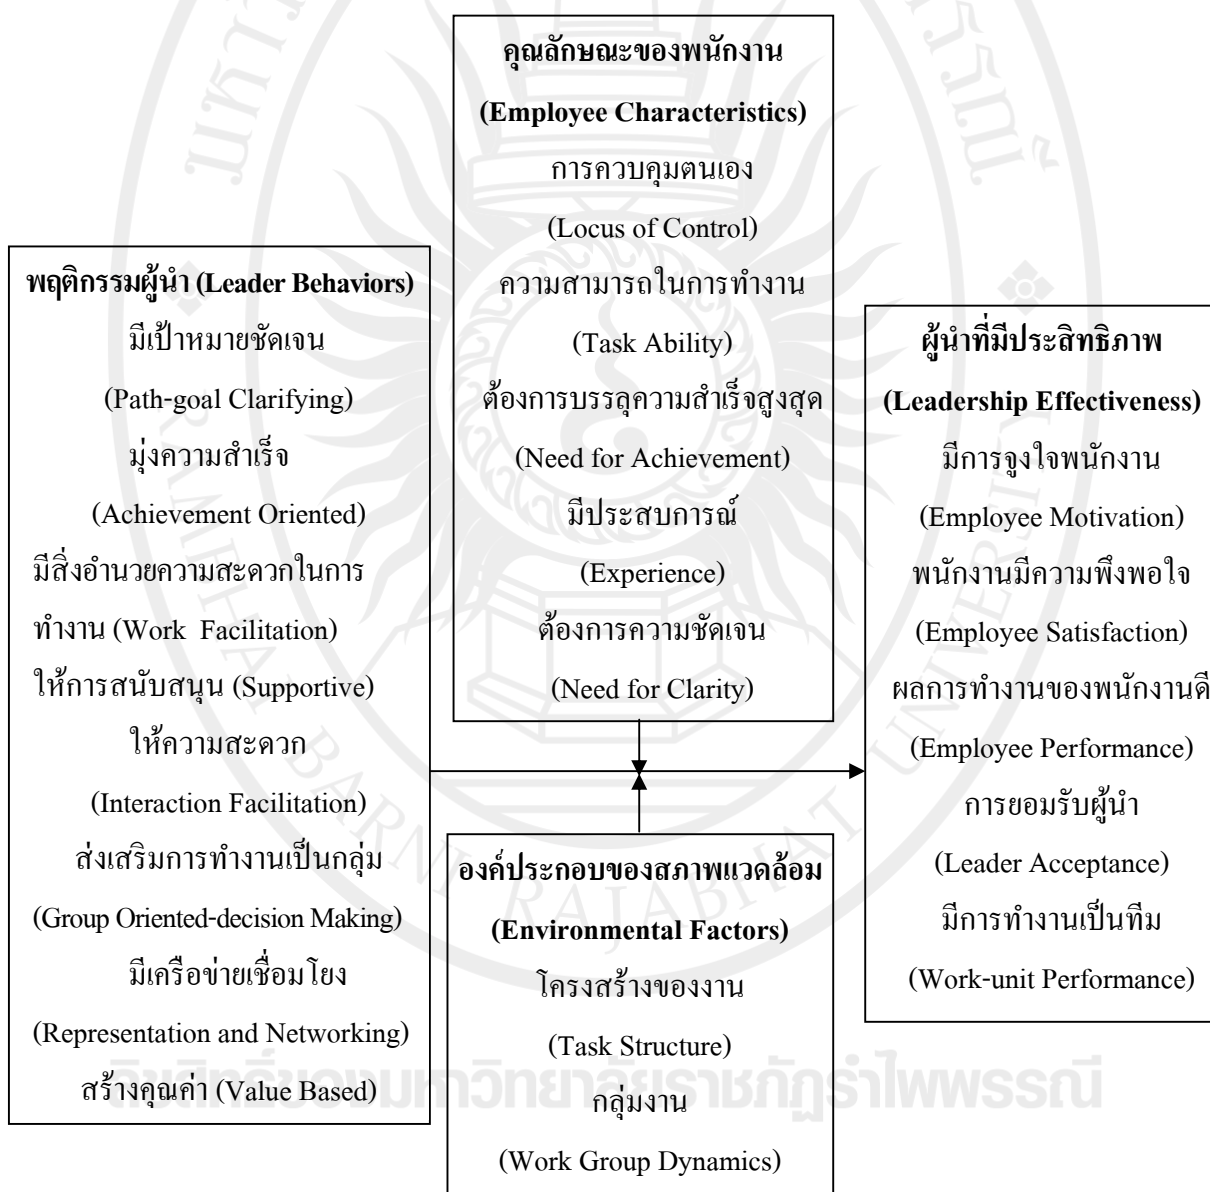 คุณลักษณะของพนักงาน
(Employee Characteristics)
การควบคุมตนเอง
(Locus of Control)
ความสามารถในการทำงาน
(Task Ability)
ต้องการบรรลุความสำเร็จสูงสุด
(Need for Achievement)
มีประสบการณ์
(Experience)
ต้องการความชัดเจน
(Need for Clarity)
พฤติกรรมผู้นำ (Leader Behaviors)
มีเป้าหมายชัดเจน
(Path-goal Clarifying)
มุ่งความสำเร็จ
(Achievement Oriented)
มีสิ่งอำนวยความสะดวกในการ
ทำงาน (Work Facilitation)
ให้การสนับสนุน (Supportive)
ให้ความสะดวก
(Interaction Facilitation)
ส่งเสริมการทำงานเป็นกลุ่ม
(Group Oriented-decision Making)
มีเครือข่ายเชื่อมโยง
(Representation and Networking)
สร้างคุณค่า (Value Based)
ผู้นำที่มีประสิทธิภาพ
(Leadership Effectiveness)
มีการจูงใจพนักงาน
(Employee Motivation)
พนักงานมีความพึงพอใจ
(Employee Satisfaction)
ผลการทำงานของพนักงานดี
(Employee Performance)
การยอมรับผู้นำ
(Leader Acceptance)
มีการทำงานเป็นทีม
(Work-unit Performance)
องค์ประกอบของสภาพแวดล้อม
(Environmental Factors)
โครงสร้างของงาน
(Task Structure)
กลุ่มงาน
(Work Group Dynamics)
RAJABHAT UNIVERSITY
ลิขสิทธิ์ของมหาวิทยาลัยราชภัฏรำไพพรรณี